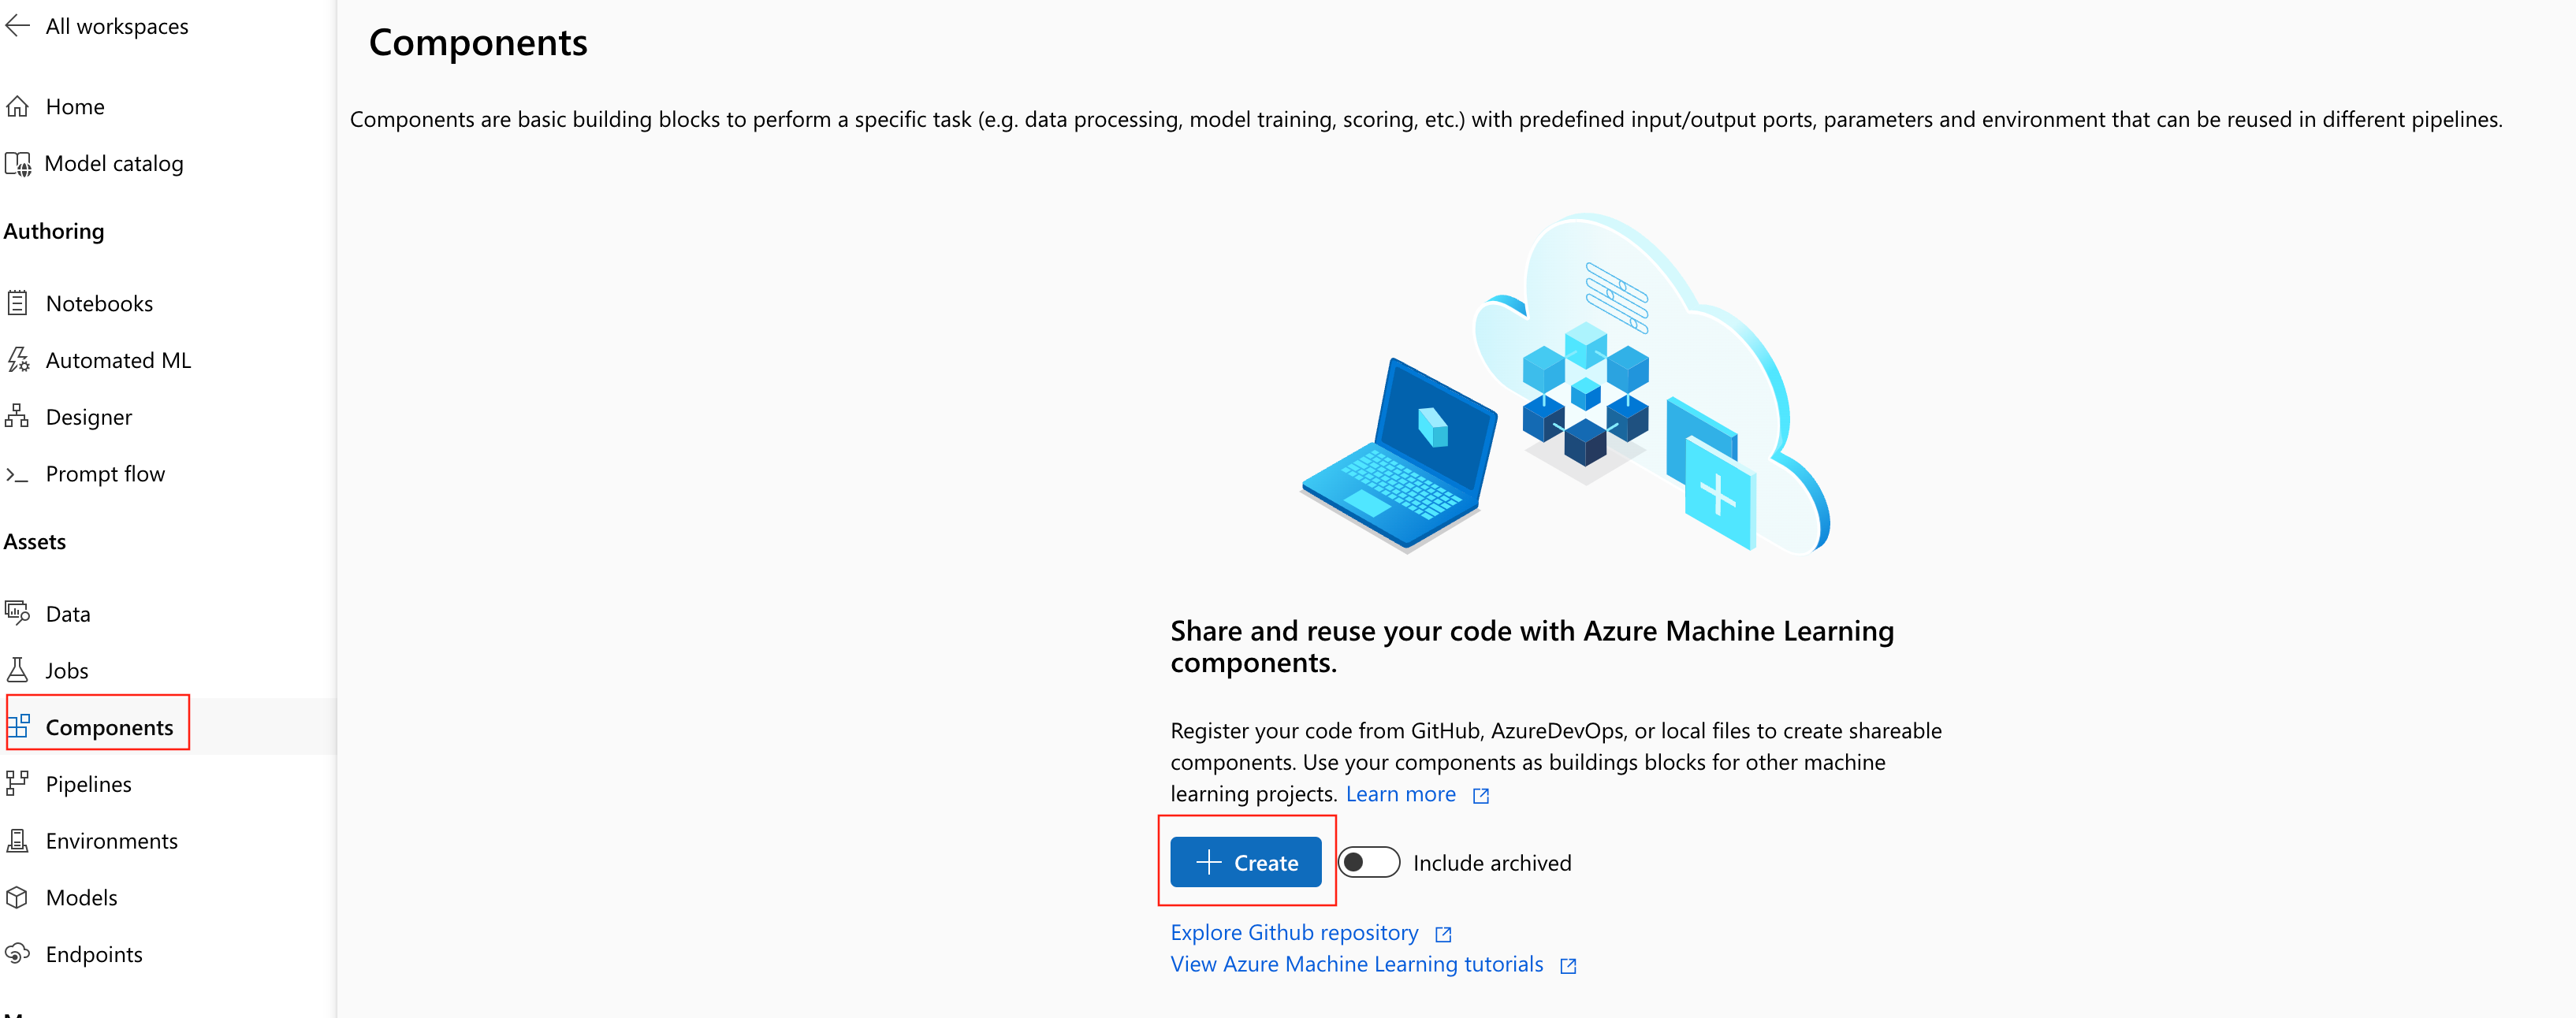 All workspaces
Home
Model catalog
Authoring
Notebooks
Automated ML
Designer
Prompt flow
Assets
Data
Jobs
Components
Pipelines
Environments
Models
Endpoints
Components
Components are basic building blocks to perform a specific task (e.g. data processing, model training, scoring, etc.) with predefined input/output ports, parameters and environment that can be reused in different pipelines.
Share and reuse your code with Azure Machine Learning
components.
Register your code from GitHub, AzureDevOps, or local files to create shareable
components. Use your components as buildings blocks for other machine
learning projects. Learn more
Create
Include archived
Explore Github repository
View Azure Machine Learning tutorials